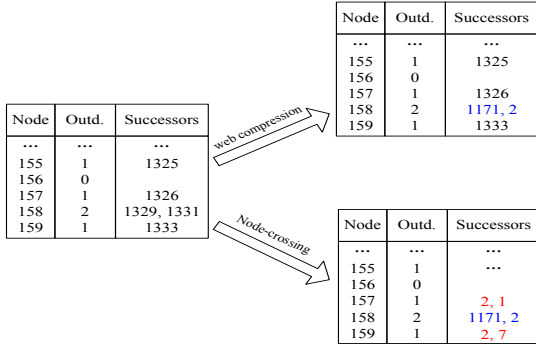 Node Outd. Successors
... ... ...
155 1 1325
156 0
157 1 1326
158 2 1171, 2
159 1 1333
web compression
Node Outd. Successors
... ... ...
155 1 1325
156 0
157 1 1326
158 2 1329, 1331
159 1 1333
Node-crossing
Node Outd. Successors
... ... ...
155 1 ...
156 0
157 1 2, 1
158 2 1171, 2
159 1 2, 7